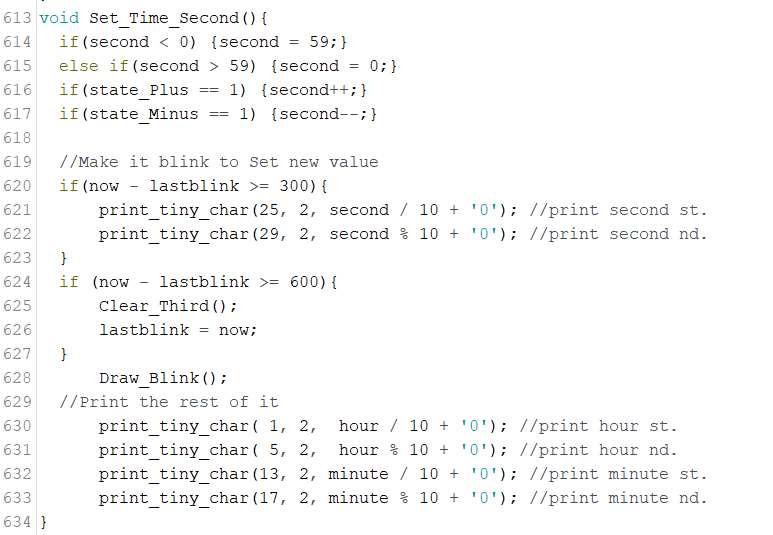 613 void Set_Time_Second(){
614   if(second < 0) {second = 59;}
615   else if(second > 59) {second = 0;}
616   if(state_Plus == 1) {second++;}
617   if(state_Minus == 1) {second--;}
618
619   //Make it blink to Set new value
620   if(now - lastblink >= 300){
621       print_tiny_char(25, 2, second / 10 + '0'); //print second st.
622       print_tiny_char(29, 2, second % 10 + '0'); //print second nd.
623   }
624   if (now - lastblink >= 600){
625       Clear_Third();
626       lastblink = now;
627   }
628       Draw_Blink();
629   //Print the rest of it
630       print_tiny_char( 1, 2,  hour / 10 + '0'); //print hour st.
631       print_tiny_char( 5, 2,  hour % 10 + '0'); //print hour nd.
632       print_tiny_char(13, 2, minute / 10 + '0'); //print minute st.
633       print_tiny_char(17, 2, minute % 10 + '0'); //print minute nd.
634 }